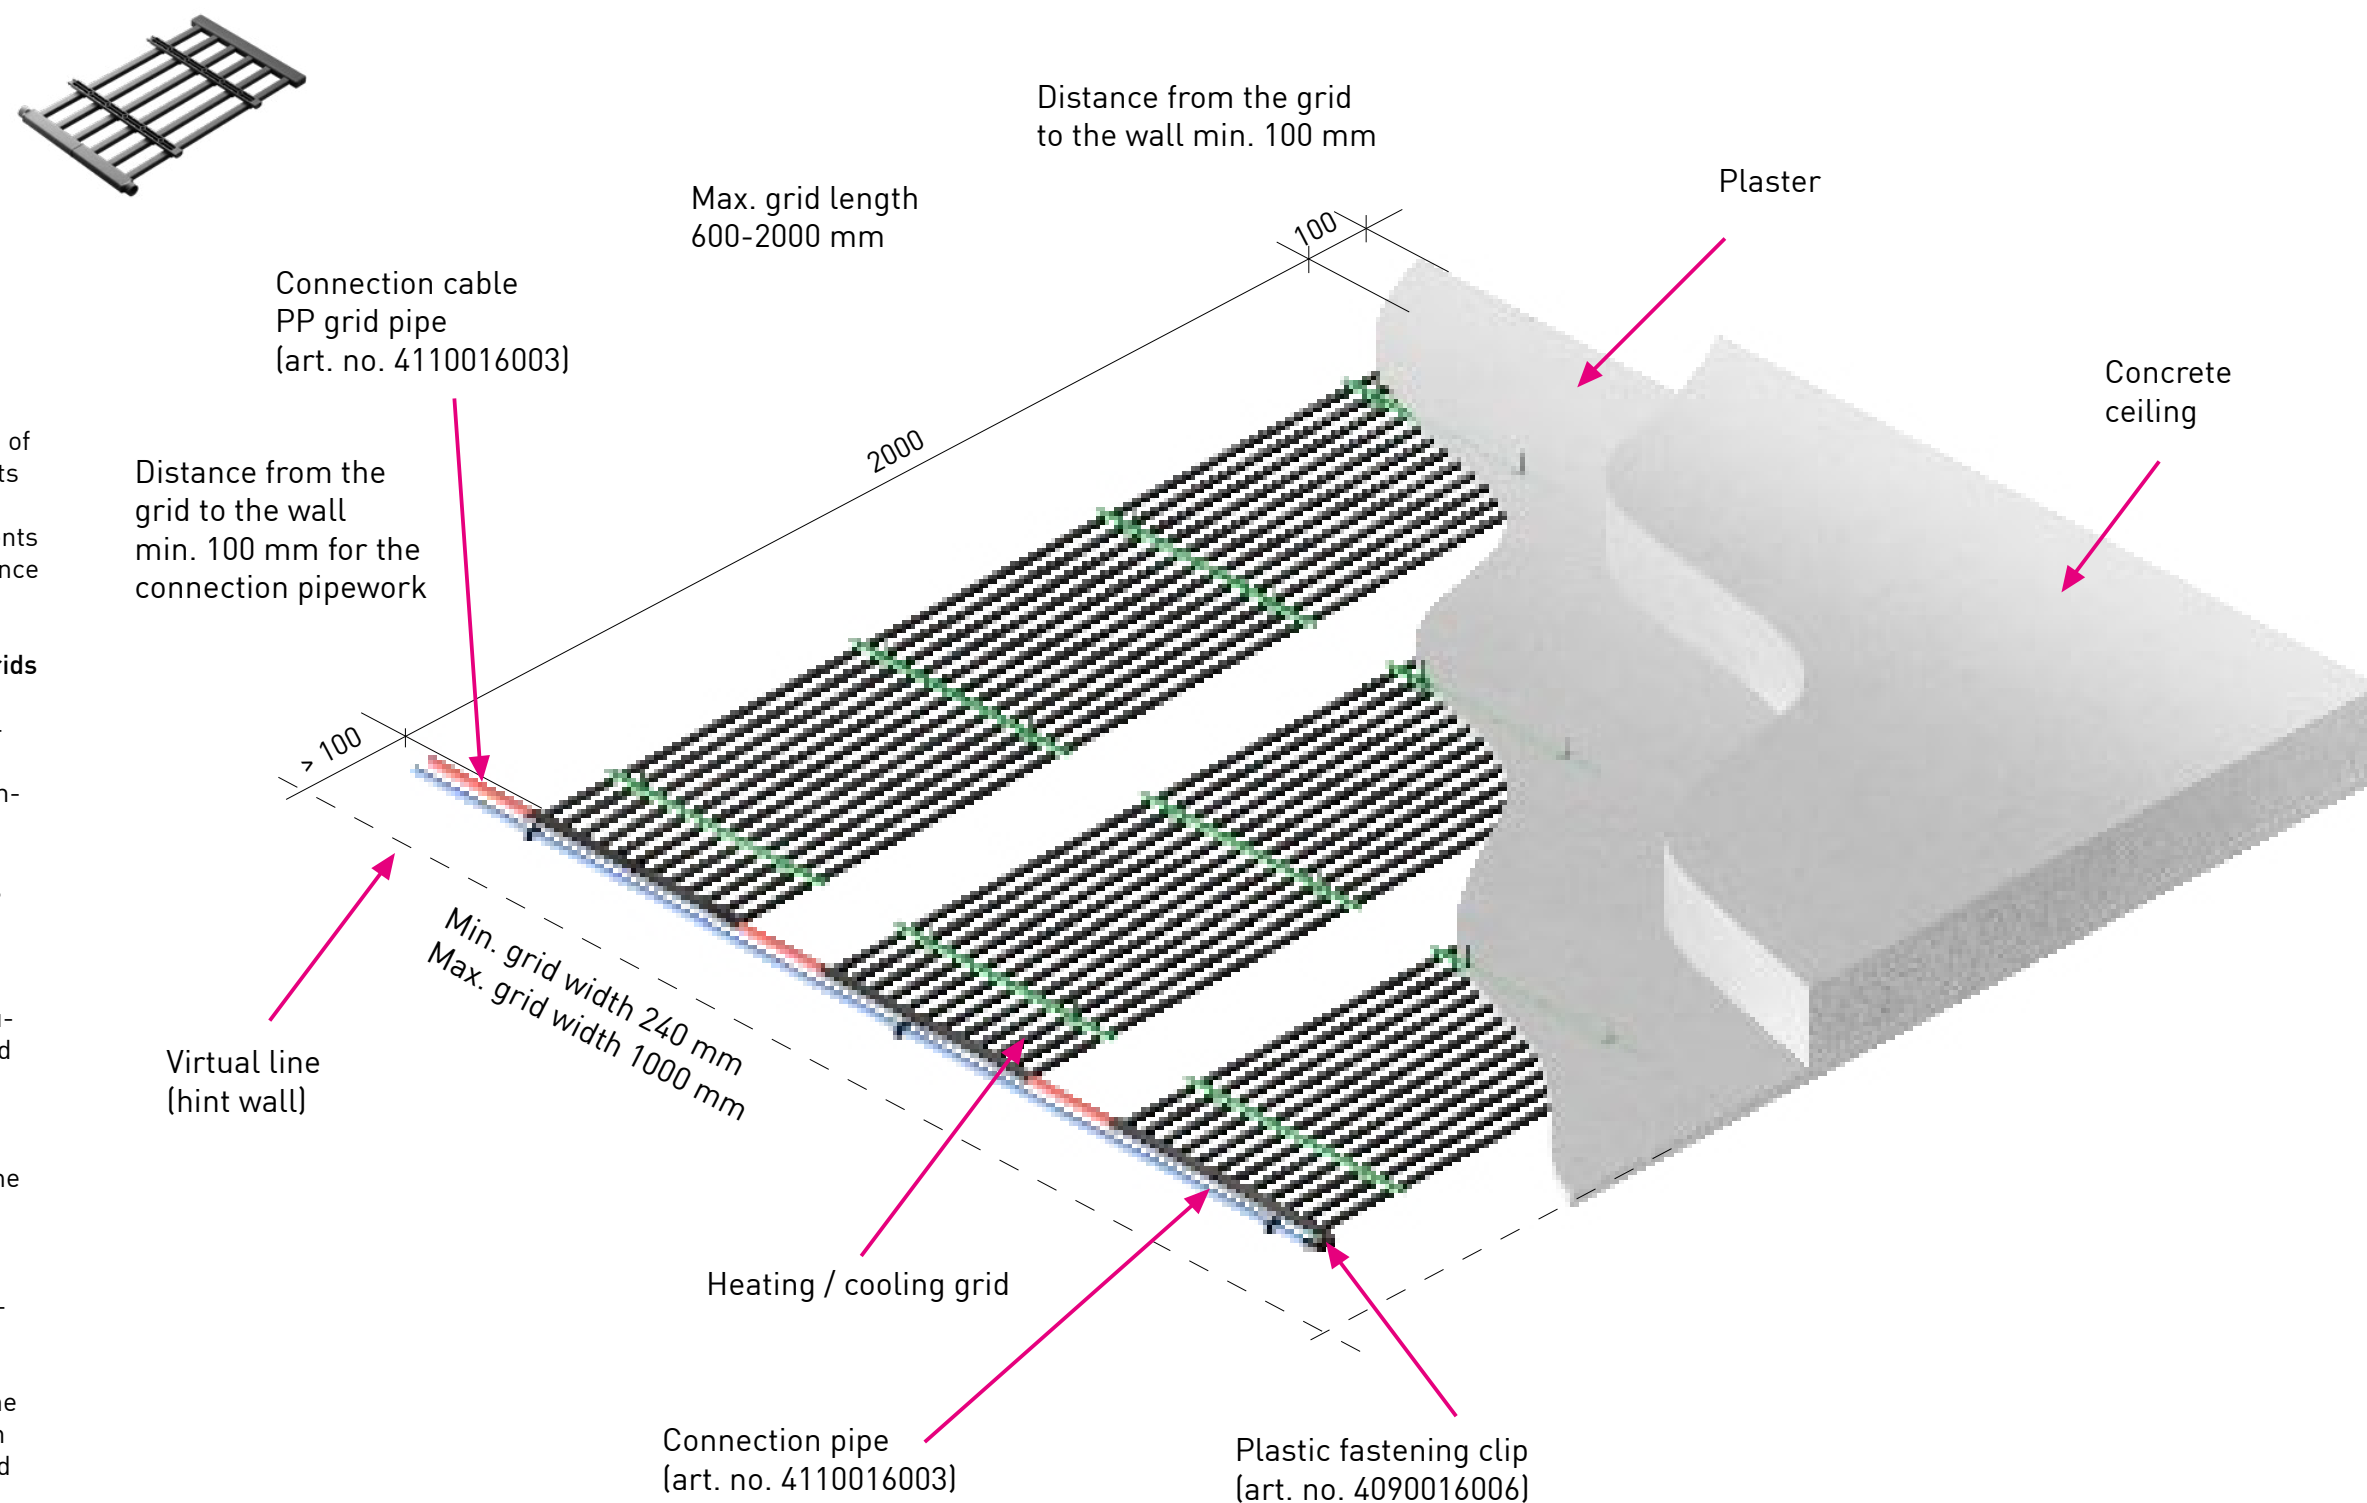 Distance from the grid
to the wall min. 100 mm
Plaster
Max. grid length
600-2000 mm
100
Connection cable
PP grid pipe
(art. no. 4110016003)
Concrete
ceiling
2000
Distance from the
grid to the wall
min. 100 mm for the
connection pipework
of
> 100
Min. grid width 240 mm
Max. grid width 1000 mm
Virtual line
(hint wall)
Heating / cooling grid
Connection pipe
(art. no. 4110016003)
Plastic fastening clip
(art. no. 4090016006)